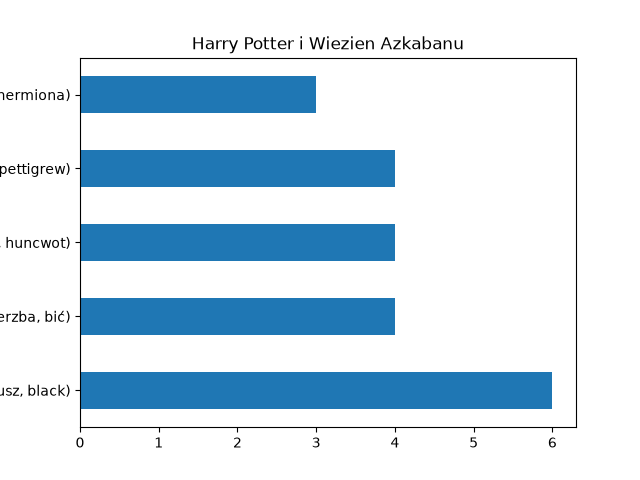 Harry Potter i Wiezien Azkabanu
hermiona)
pettigrew)
, huncwot)
erzba, bić)
usz, black)
0 1 2 3 4 5 6